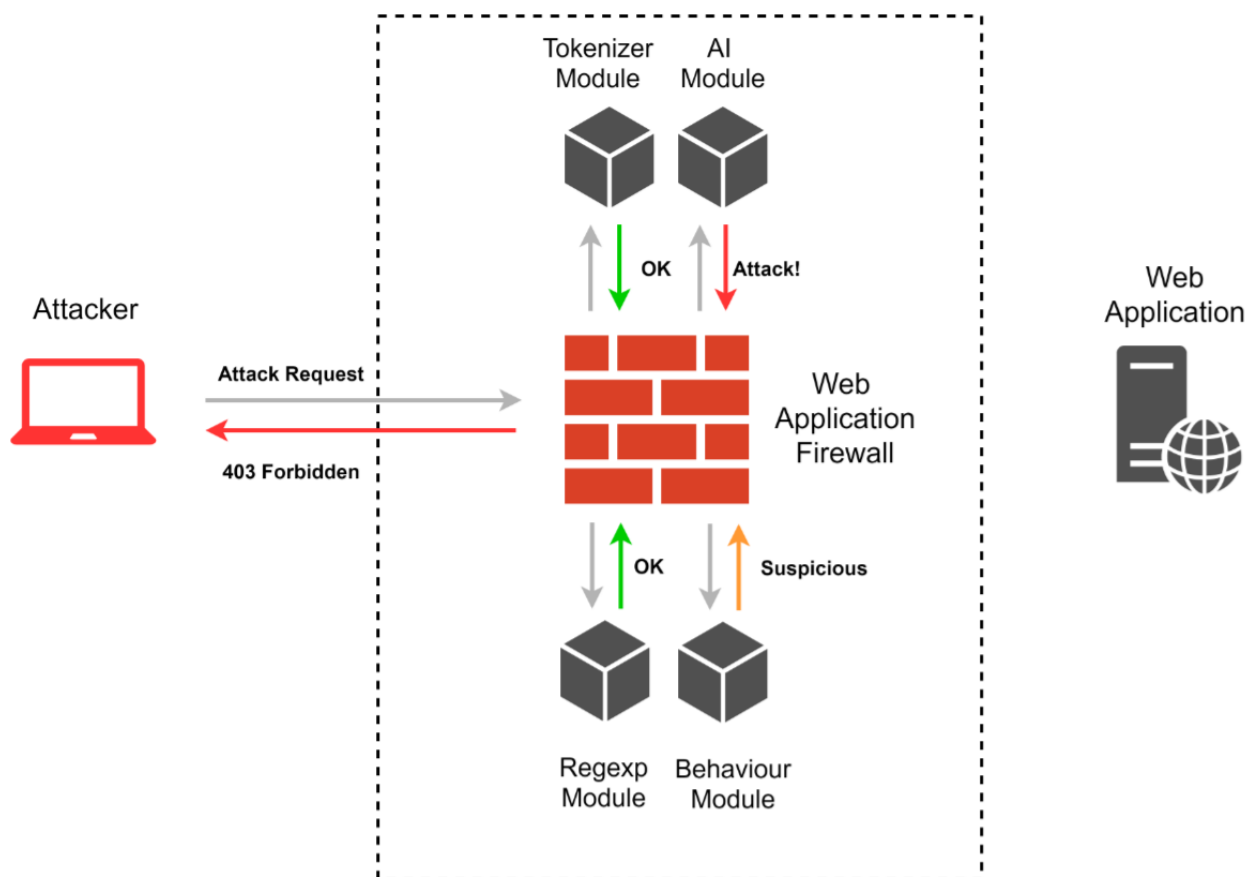 Tokenizer
Module
AI
Module
OK
Attack!
Attacker
Web
Application
Attack Request
403 Forbidden
Web
Application
Firewall
OK
Suspicious
Regexp
Module
Behaviour
Module